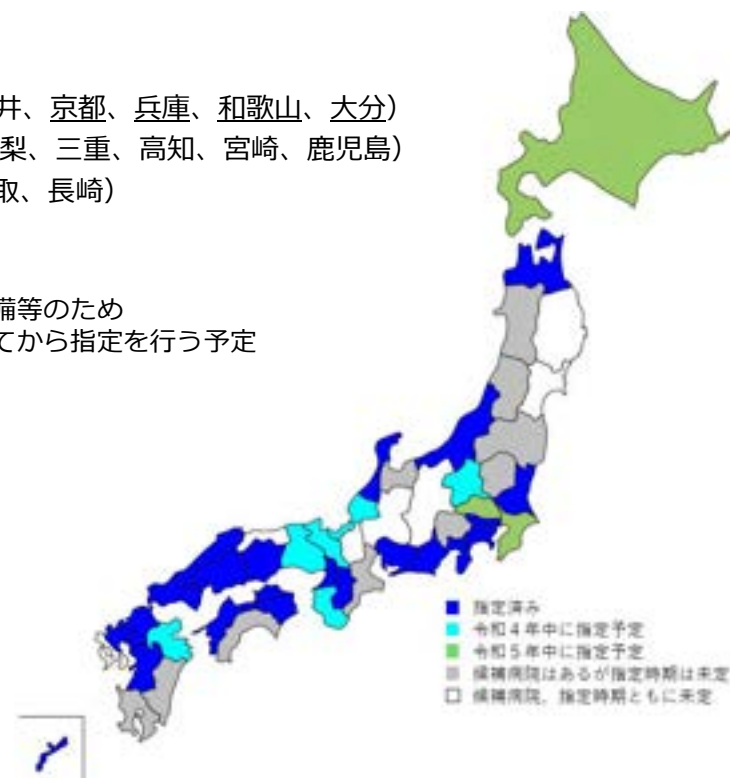 井、京都、兵庫、和歌山、大分）
梨、三重、高知、宮崎、鹿児島）
取、長崎）
備等のため
てから指定を行う予定
指定済み
令和４年中に指定予定
令和５年中に指定予定
候補病院はあるが指定時期は未定
候補病院、指定時期ともに未定